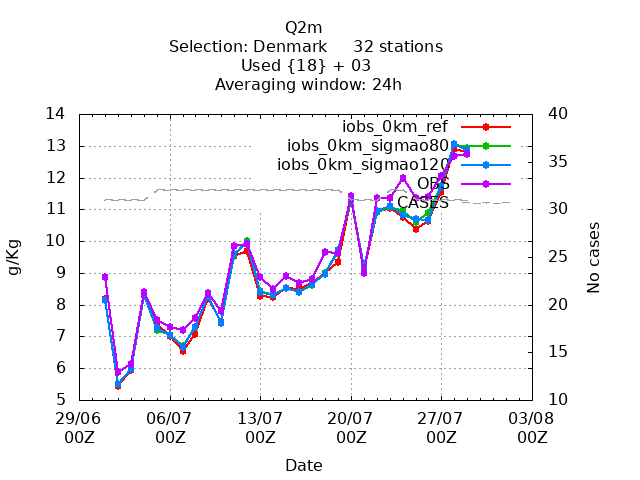 Q2m
Selection: Denmark     32 stations
Used {18} + 03
Averaging window: 24h
14
13
12
11
10
9
8
7
6
5
g/Kg
40
35
30
25
20
15
10
No cases
iobs_0km_ref
iobs_0km_sigmao80
iobs_0km_sigmao120
OBS
CASES
29/06 06/07 13/07 20/07 27/07 03/08
00Z 00Z 00Z 00Z 00Z 00Z
Date